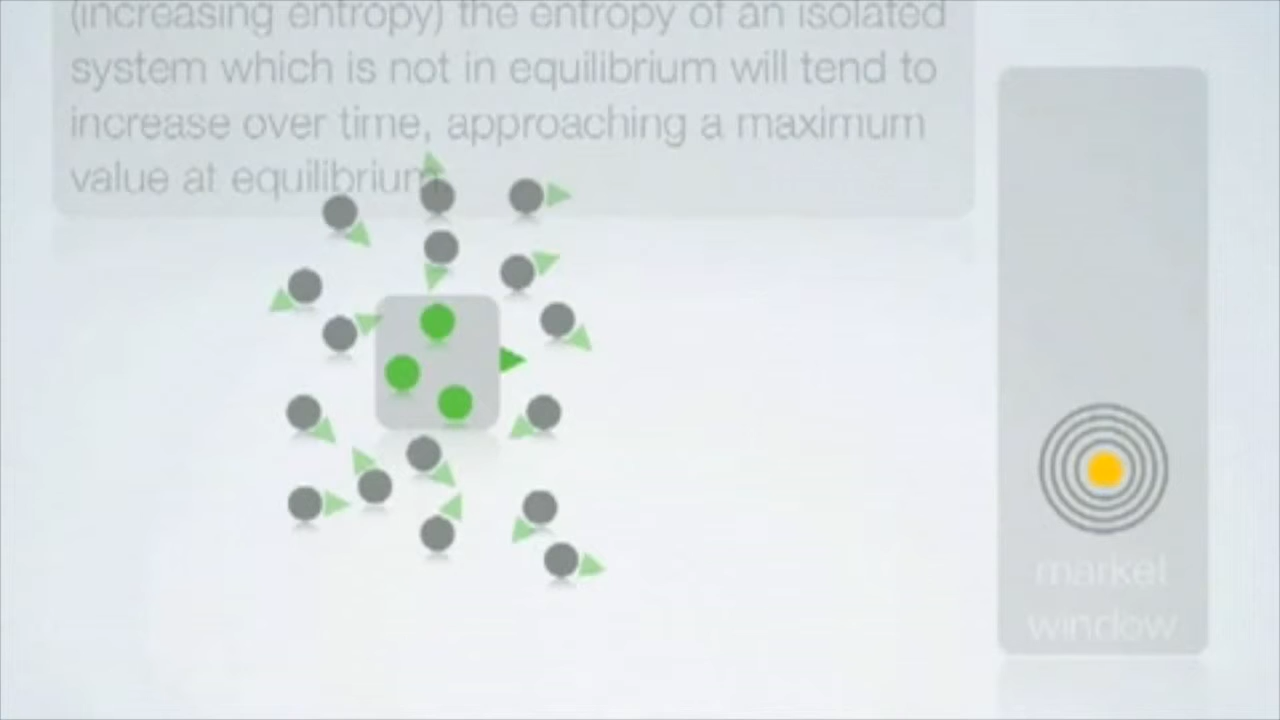 (increasing entropy) the entropy of an isolated
system which is not in equilibrium will tend to
increase over time, approaching a maximum
value at equilibrium
market
window